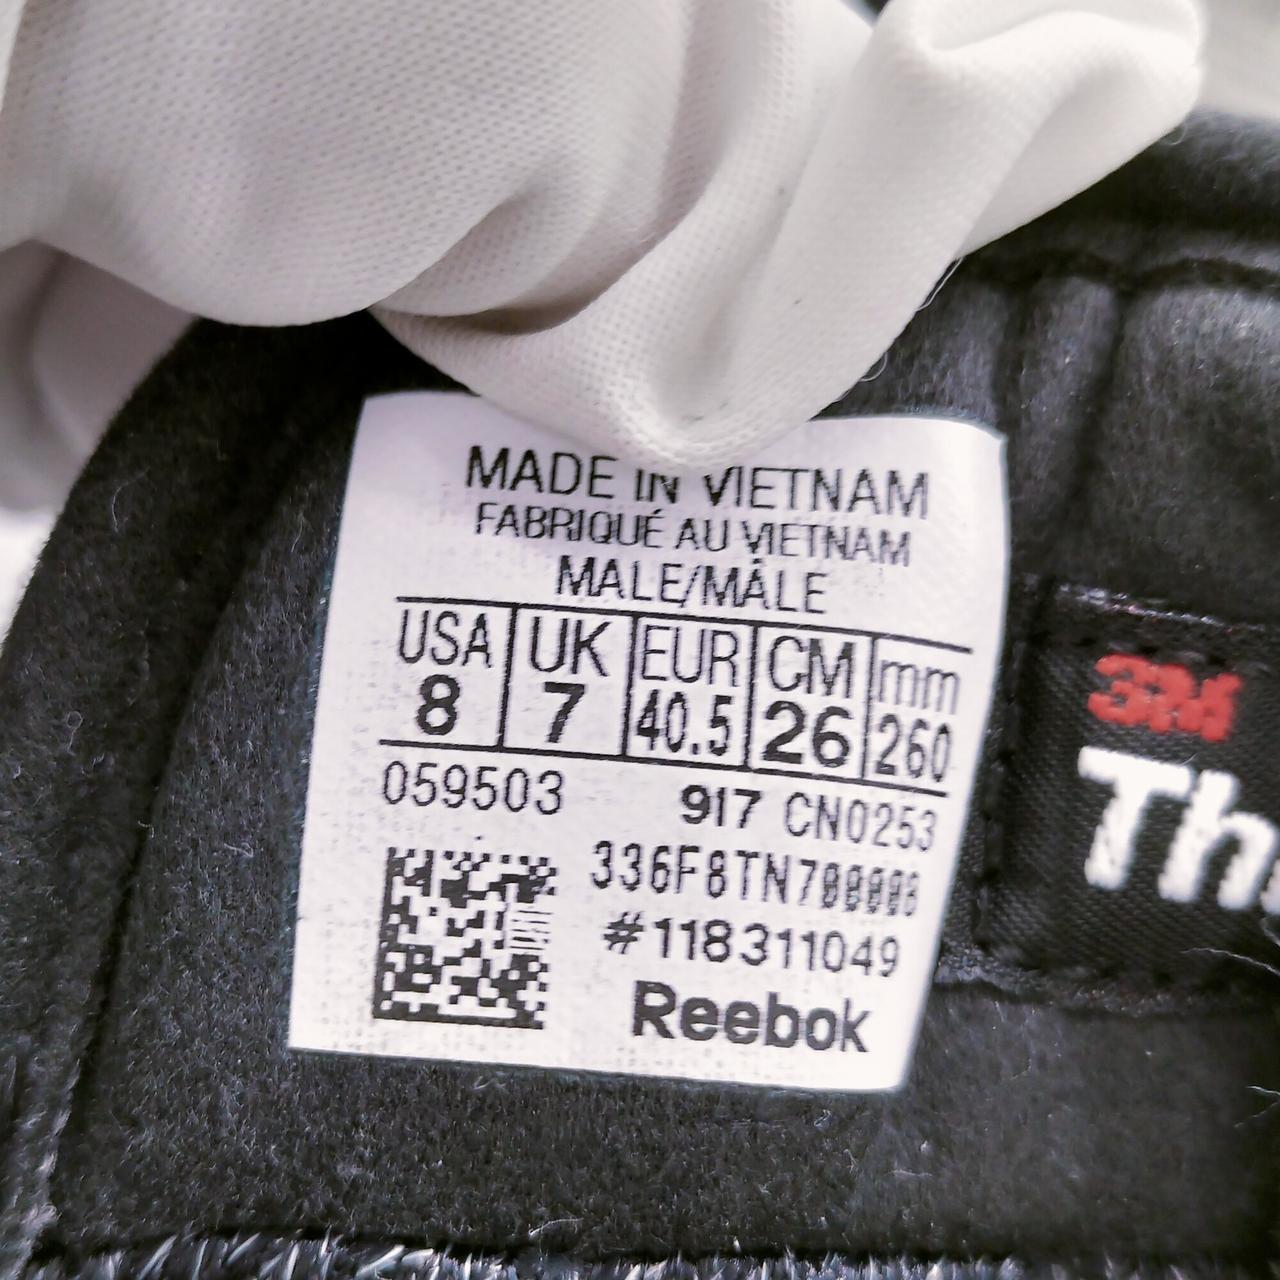 MADE IN VIETNAM
FABRIQUÉ AU VIETNAM
MALE/MÂLE
USA UK EUR CM mm
8 7 40.5 26 260
059503 917 CN0253
336F8TN700008
#118311049
Reebok
3M
Th